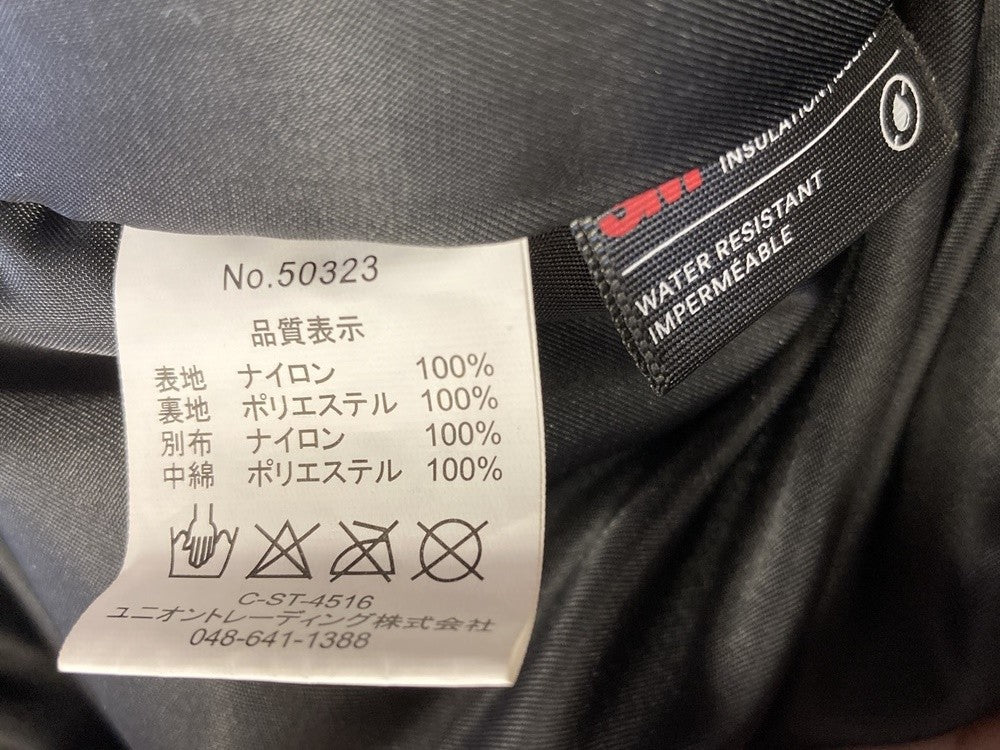 No.50323
品質表示
表地 ナイロン 100%
裏地 ポリエステル 100%
別布 ナイロン 100%
中綿 ポリエステル 100%
C-ST-4516
ユニオントレーディング株式会社
048-641-1388
INSULATION
WATER RESISTANT
IMPERMÉABLE